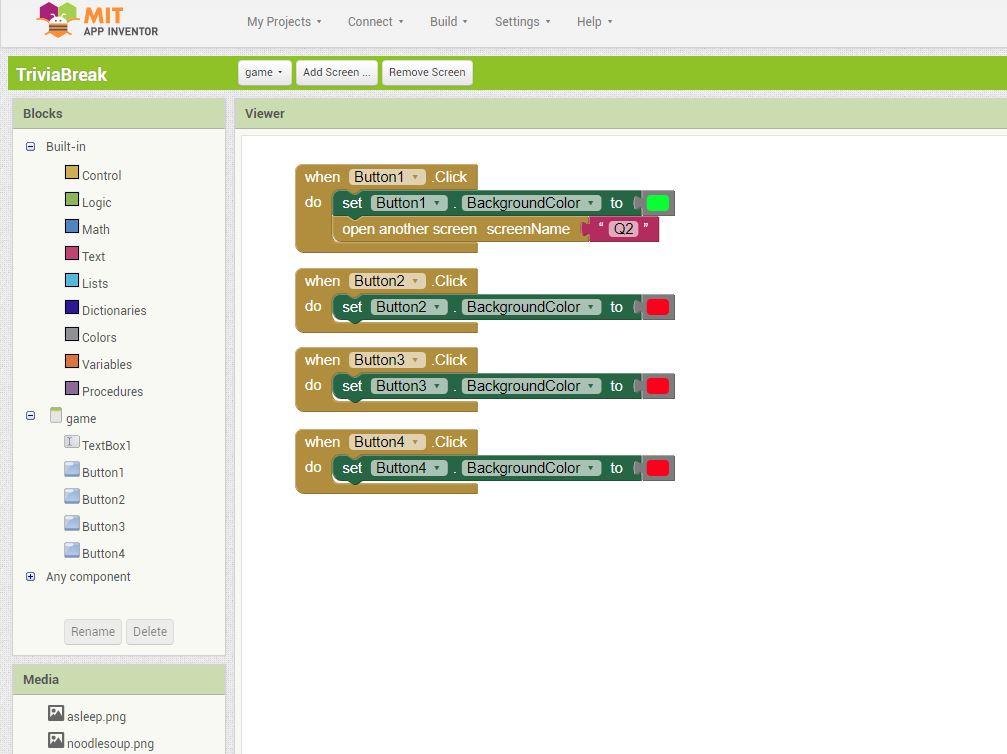 MIT
APP INVENTOR
My Projects Connect Build Settings Help
TriviaBreak
game Add Screen ... Remove Screen
Blocks
Built-in
Control
Logic
Math
Text
Lists
Dictionaries
Colors
Variables
Procedures
game
TextBox1
Button1
Button2
Button3
Button4
Any component
Rename Delete
Media
asleep.png
noodlesoup.png
Viewer
when Button1 .Click
do set Button1 . BackgroundColor to
open another screen screenName " Q2 "
when Button2 .Click
do set Button2 . BackgroundColor to
when Button3 .Click
do set Button3 . BackgroundColor to
when Button4 .Click
do set Button4 . BackgroundColor to